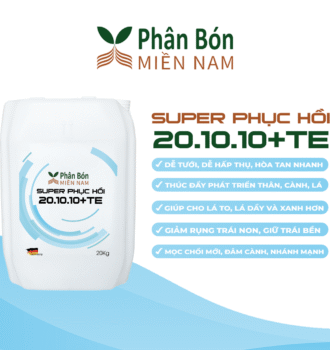 Phân Bón
MIỀN NAM
SUPER PHỤC HỒI
20.10.10+TE
DỄ TƯỚI, DỄ HẤP THỤ, HÒA TAN NHANH
THÚC ĐẨY PHÁT TRIỂN THÂN, CÀNH, LÁ
GIÚP CHO LÁ TO, LÁ DẦY VÀ XANH HƠN
GIẢM RỤNG TRÁI NON, GIỮ TRÁI BỀN
MỌC CHỒI MỚI, ĐÂM CÀNH, NHÁNH MẠNH
Phân Bón
MIỀN NAM
SUPER PHỤC HỒI
20.10.10+TE
20Kg